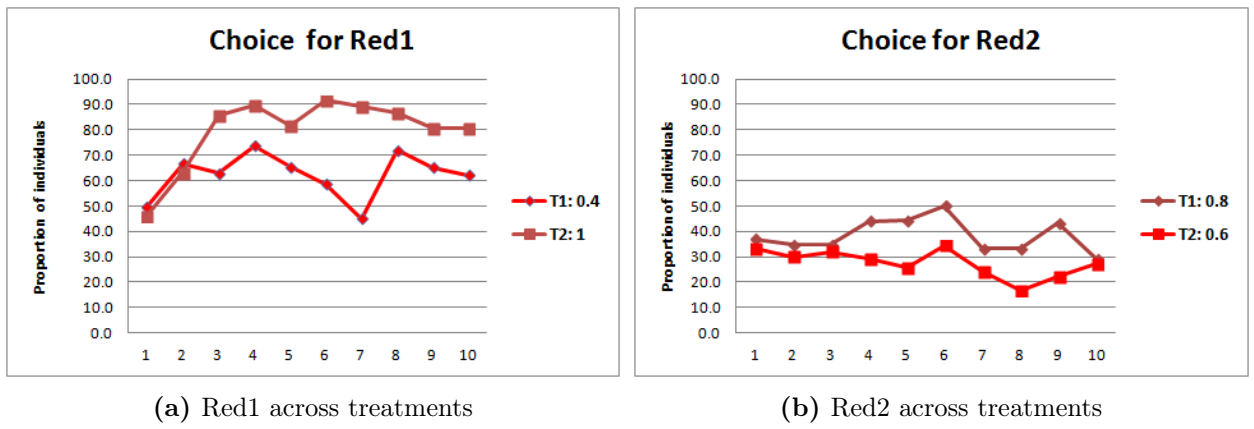 Choice for Red1
Proportion of individuals
100.0
90.0
80.0
70.0
60.0
50.0
40.0
30.0
20.0
10.0
0.0
1 2 3 4 5 6 7 8 9 10
T1: 0.4
T2: 1
(a) Red1 across treatments
Choice for Red2
Proportion of individuals
100.0
90.0
80.0
70.0
60.0
50.0
40.0
30.0
20.0
10.0
0.0
1 2 3 4 5 6 7 8 9 10
T1: 0.8
T2: 0.6
(b) Red2 across treatments